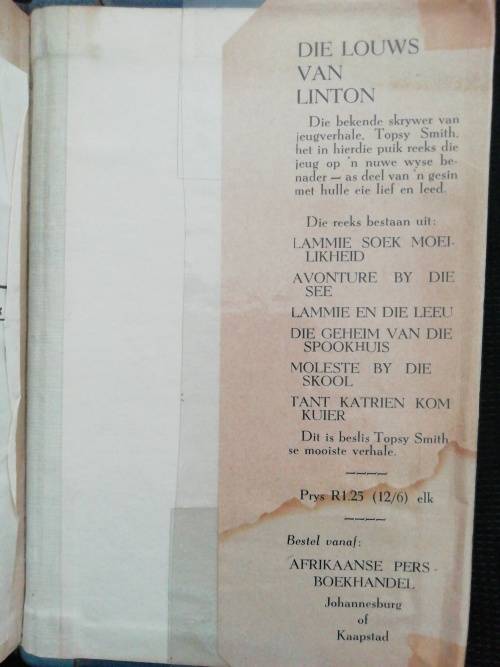 DIE LOUWS
VAN
LINTON
Die bekende skrywer van
jeugverhale, Topsy Smith,
het in hierdie puik reeks die
jeug op 'n nuwe wyse be-
nader — as deel van 'n gesin
met hulle eie lief en leed.
Die reeks bestaan uit:
LAMMIE SOEK MOEI-
LIKHEID
AVONTURE BY DIE
SEE
LAMMIE EN DIE LEEU
DIE GEHEIM VAN DIE
SPOOKHUIS
MOLESTE BY DIE
SKOOL
TANT KATRIEN KOM
KUIER
Dit is beslis Topsy Smith
se mooiste verhale.
Prys R1.25 (12/6) elk
Bestel vanaf:
AFRIKAANSE PERS-
BOEKHANDEL
Johannesburg
of
Kaapstad